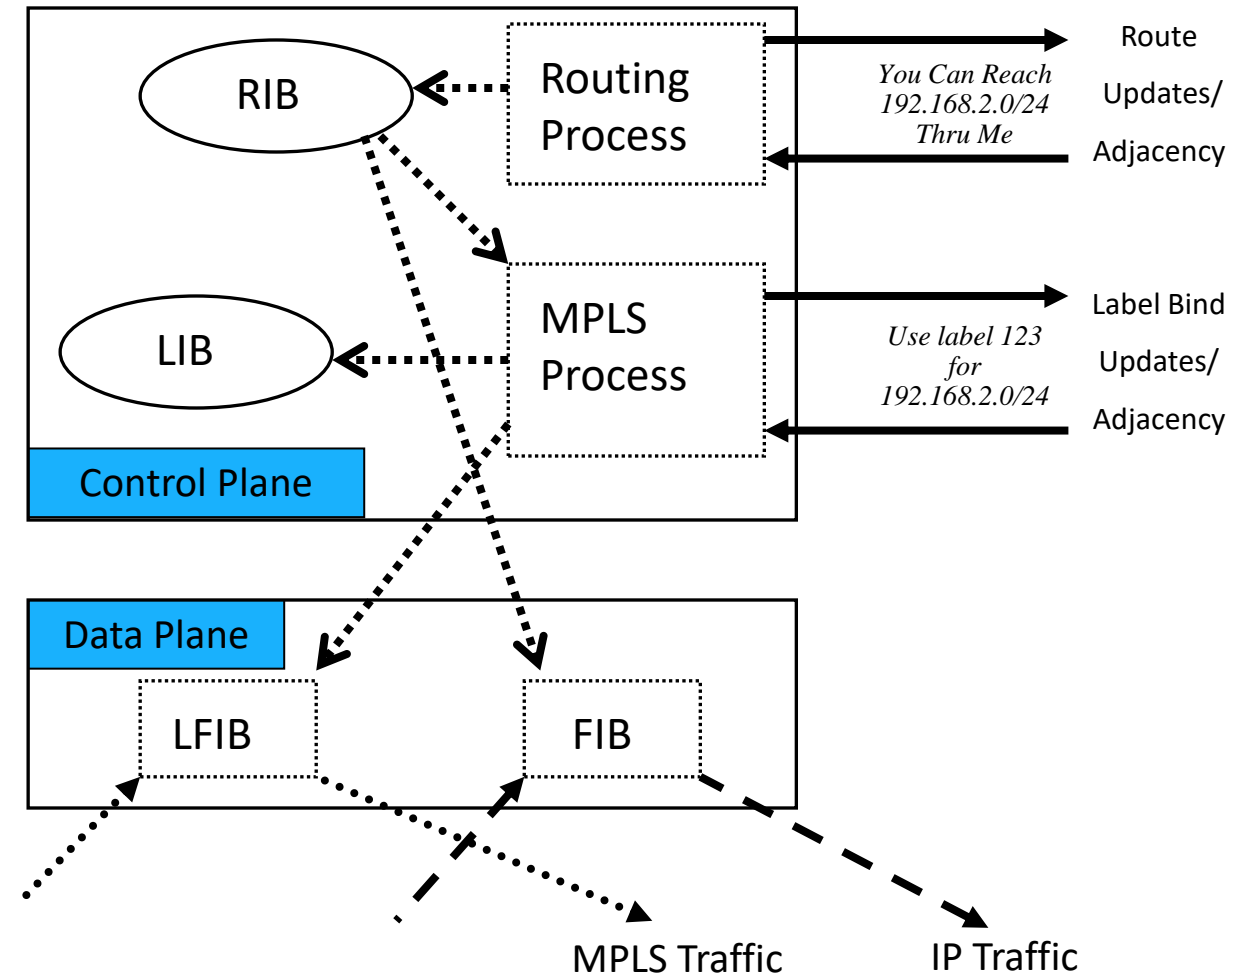 RIB
Routing
Process
You Can Reach
192.168.2.0/24
Thru Me
Route
Updates/
Adjacency
LIB
MPLS
Process
Use label 123
for
192.168.2.0/24
Label Bind
Updates/
Adjacency
Control Plane
Data Plane
LFIB
FIB
MPLS Traffic
IP Traffic